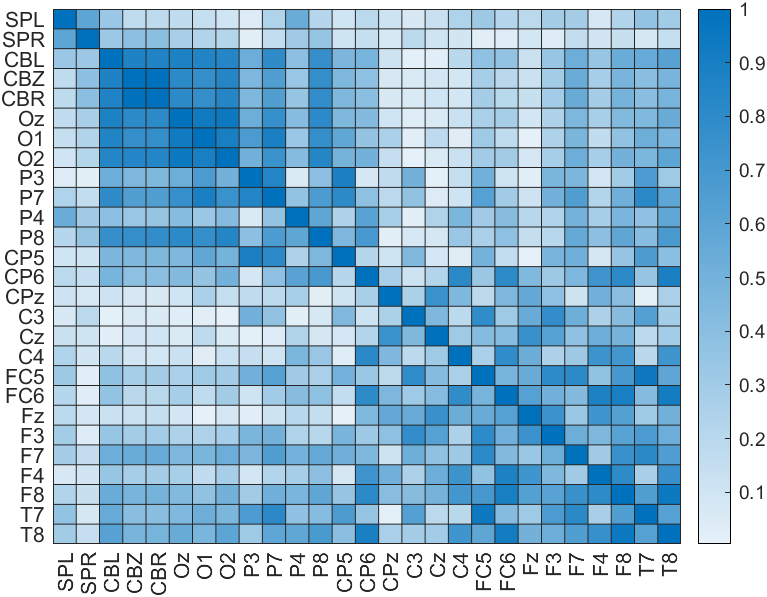 SPL
SPR
CBL
CBZ
CBR
Oz
O1
O2
P3
P7
P4
P8
CP5
CP6
CPz
C3
Cz
C4
FC5
FC6
Fz
F3
F7
F4
F8
T7
T8
SPL SPR CBL CBZ CBR Oz O1 O2 P3 P7 P4 P8 CP5 CP6 CPz C3 Cz C4 FC5 FC6 Fz F3 F7 F4 F8 T7 T8
1
0.9
0.8
0.7
0.6
0.5
0.4
0.3
0.2
0.1